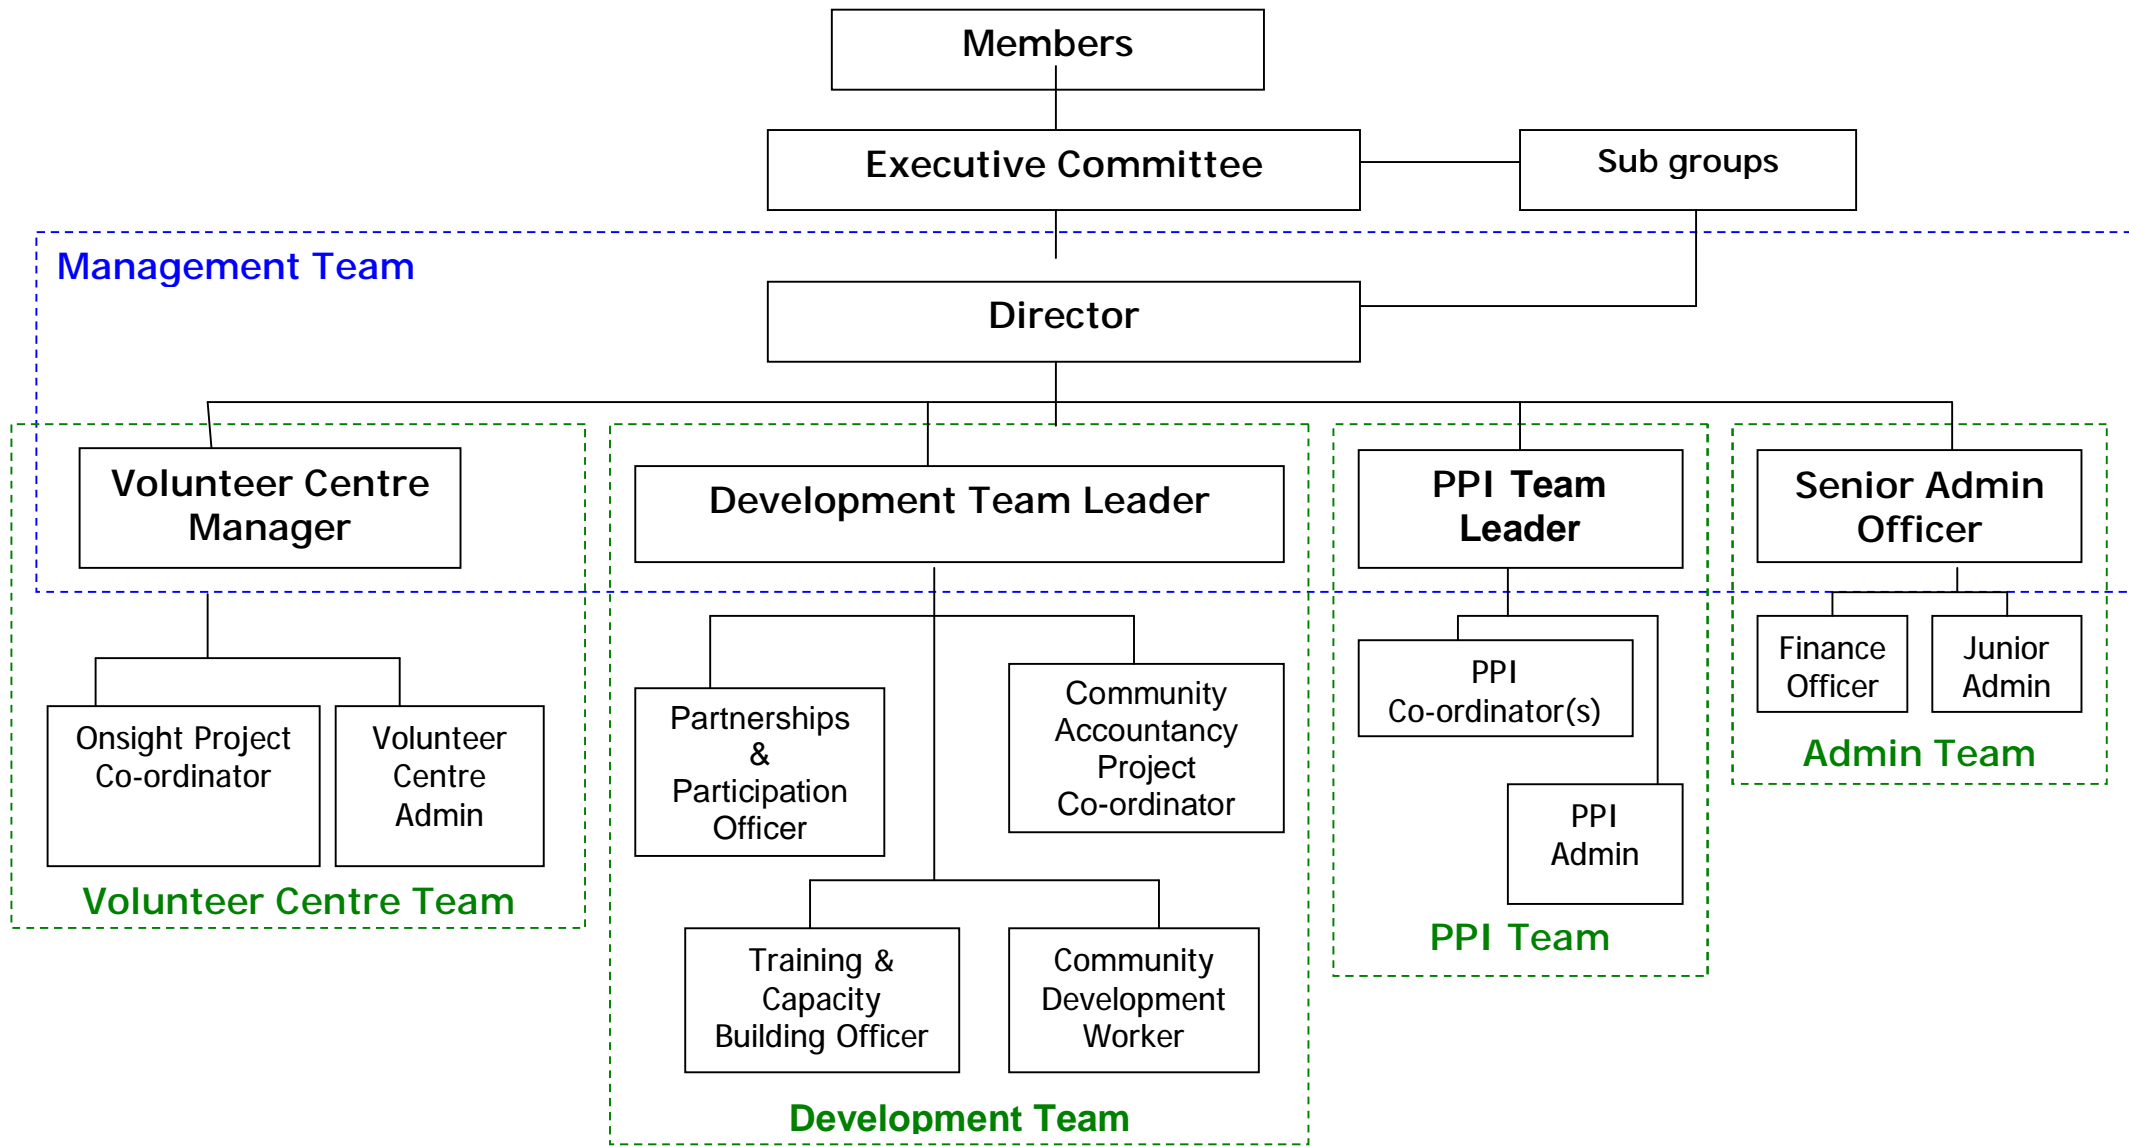 Members
Executive Committee
Sub groups
Management Team
Director
Volunteer Centre
Manager
Development Team Leader
PPI Team
Leader
Senior Admin
Officer
Onsight Project
Co-ordinator
Volunteer
Centre
Admin
Volunteer Centre Team
Partnerships
&
Participation
Officer
Community
Accountancy
Project
Co-ordinator
Training &
Capacity
Building Officer
Community
Development
Worker
Development Team
PPI
Co-ordinator(s)
PPI
Admin
PPI Team
Finance
Officer
Junior
Admin
Admin Team